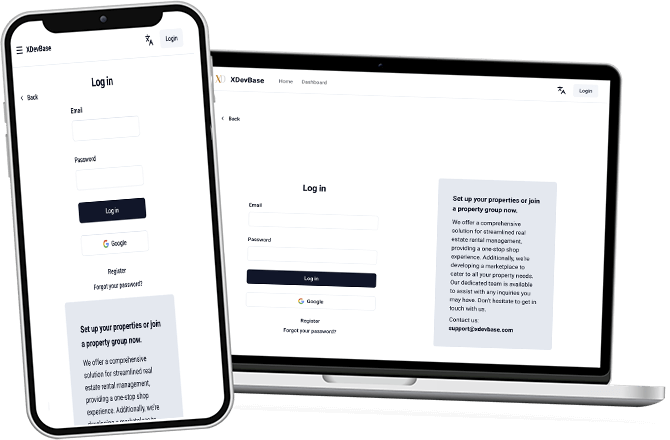 XDevBase
Login
Log in
Back
Email
Password
Log in
Google
Register
Forgot your password?
Set up your properties or join
a property group now.
We offer a comprehensive
solution for streamlined real
estate rental management,
providing a one-stop shop
experience. Additionally, we're
XU XDevBase Home Dashboard
Login
Back
Log in
Email
Password
Log in
Google
Register
Forgot your password?
Set up your properties or join
a property group now.
We offer a comprehensive
solution for streamlined real
estate rental management,
providing a one-stop shop
experience. Additionally, we're
developing a marketplace to
cater to all your property needs.
Our dedicated team is available
to assist with any inquiries you
may have. Don't hesitate to get in
touch with us.
Contact us:
support@xdevbase.com